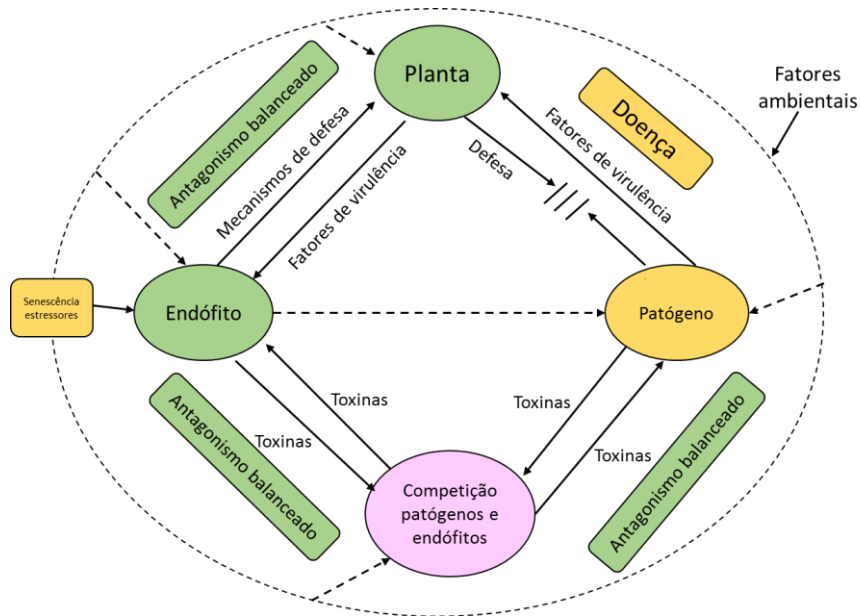 Planta
Fatores
ambientais
Antagonismo balanceado
Doença
Mecanismos de defesa
Fatores de virulência
Defesa
Fatores de virulência
Senescência
estressores
Endófito
Patógeno
Toxinas
Toxinas
Toxinas
Toxinas
Antagonismo balanceado
Competição
patógenos e
endófitos
Antagonismo balanceado